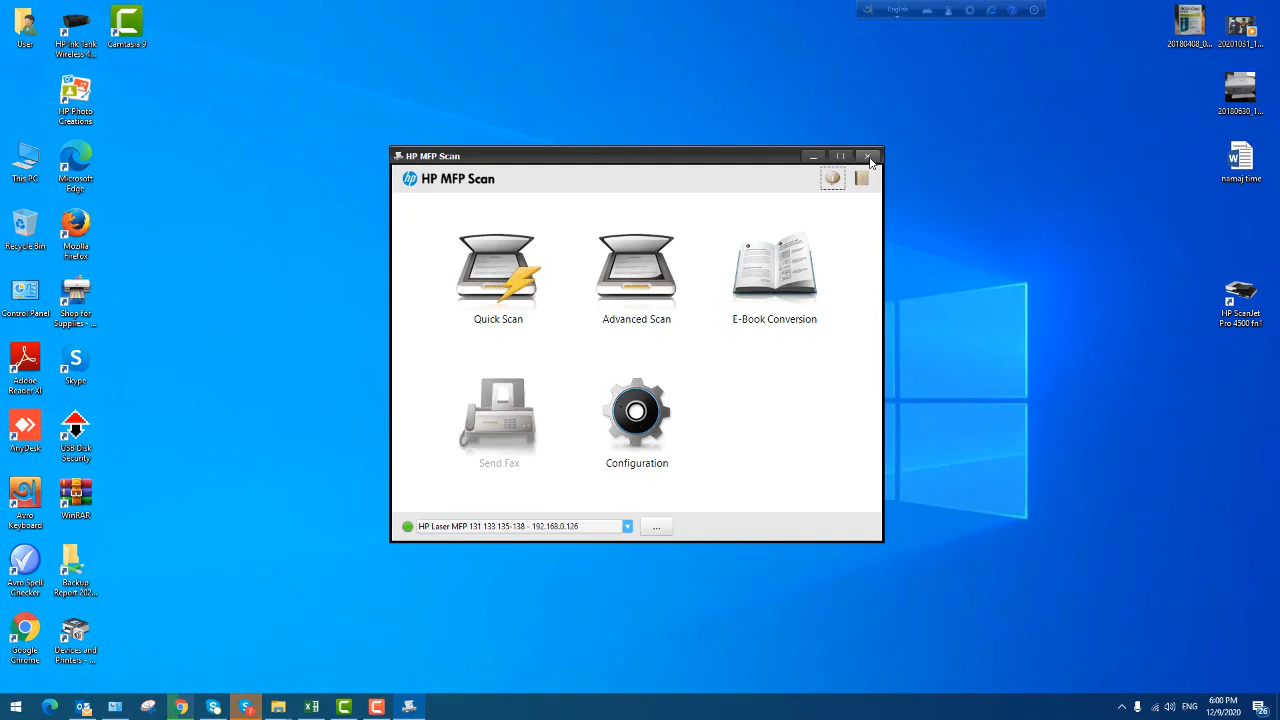 English
User
HP Ink Tank
Wireless 4...
Camtasia 9
20180408_0...
20201031_1...
HP Photo
Creations
20180630_1...
This PC
Microsoft
Edge
namaj time
HP MFP Scan
HP MFP Scan
Recycle Bin
Mozilla
Firefox
Quick Scan
Advanced Scan
E-Book Conversion
Control Panel
Shop for
Supplies - ...
HP ScanJet
Pro 4500 fn1
Adobe
Reader XI
Skype
AnyDesk
USB Disk
Security
Send Fax
Configuration
Avro
Keyboard
WinRAR
HP Laser MFP 131 133 135-138 - 192.168.0.126
...
Avro Spell
Checker
Backup
Report 202...
Google
Chrome
Devices and
Printers - ...
ENG
6:00 PM
12/9/2020
26